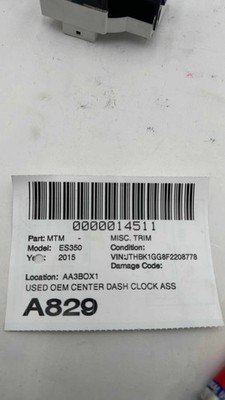 0000014511
Part: MTM - MISC. TRIM
Model: ES350 Condition:
2015 VIN:JTHBK1GG8F2208778
Damage Code:
Location: AA3BOX1
USED OEM CENTER DASH CLOCK ASS
A829